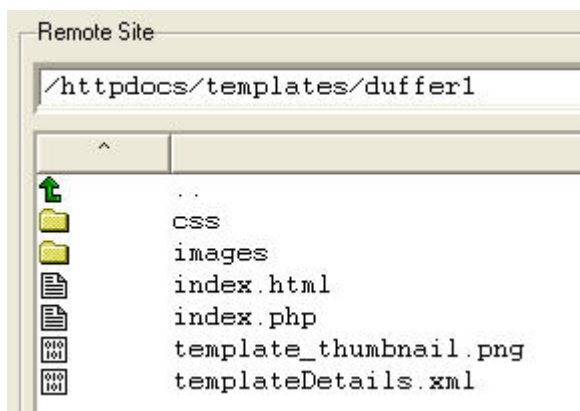 Remote Site
/httpdocs/templates/duffer1
..
css
images
index.html
index.php
template_thumbnail.png
templateDetails.xml